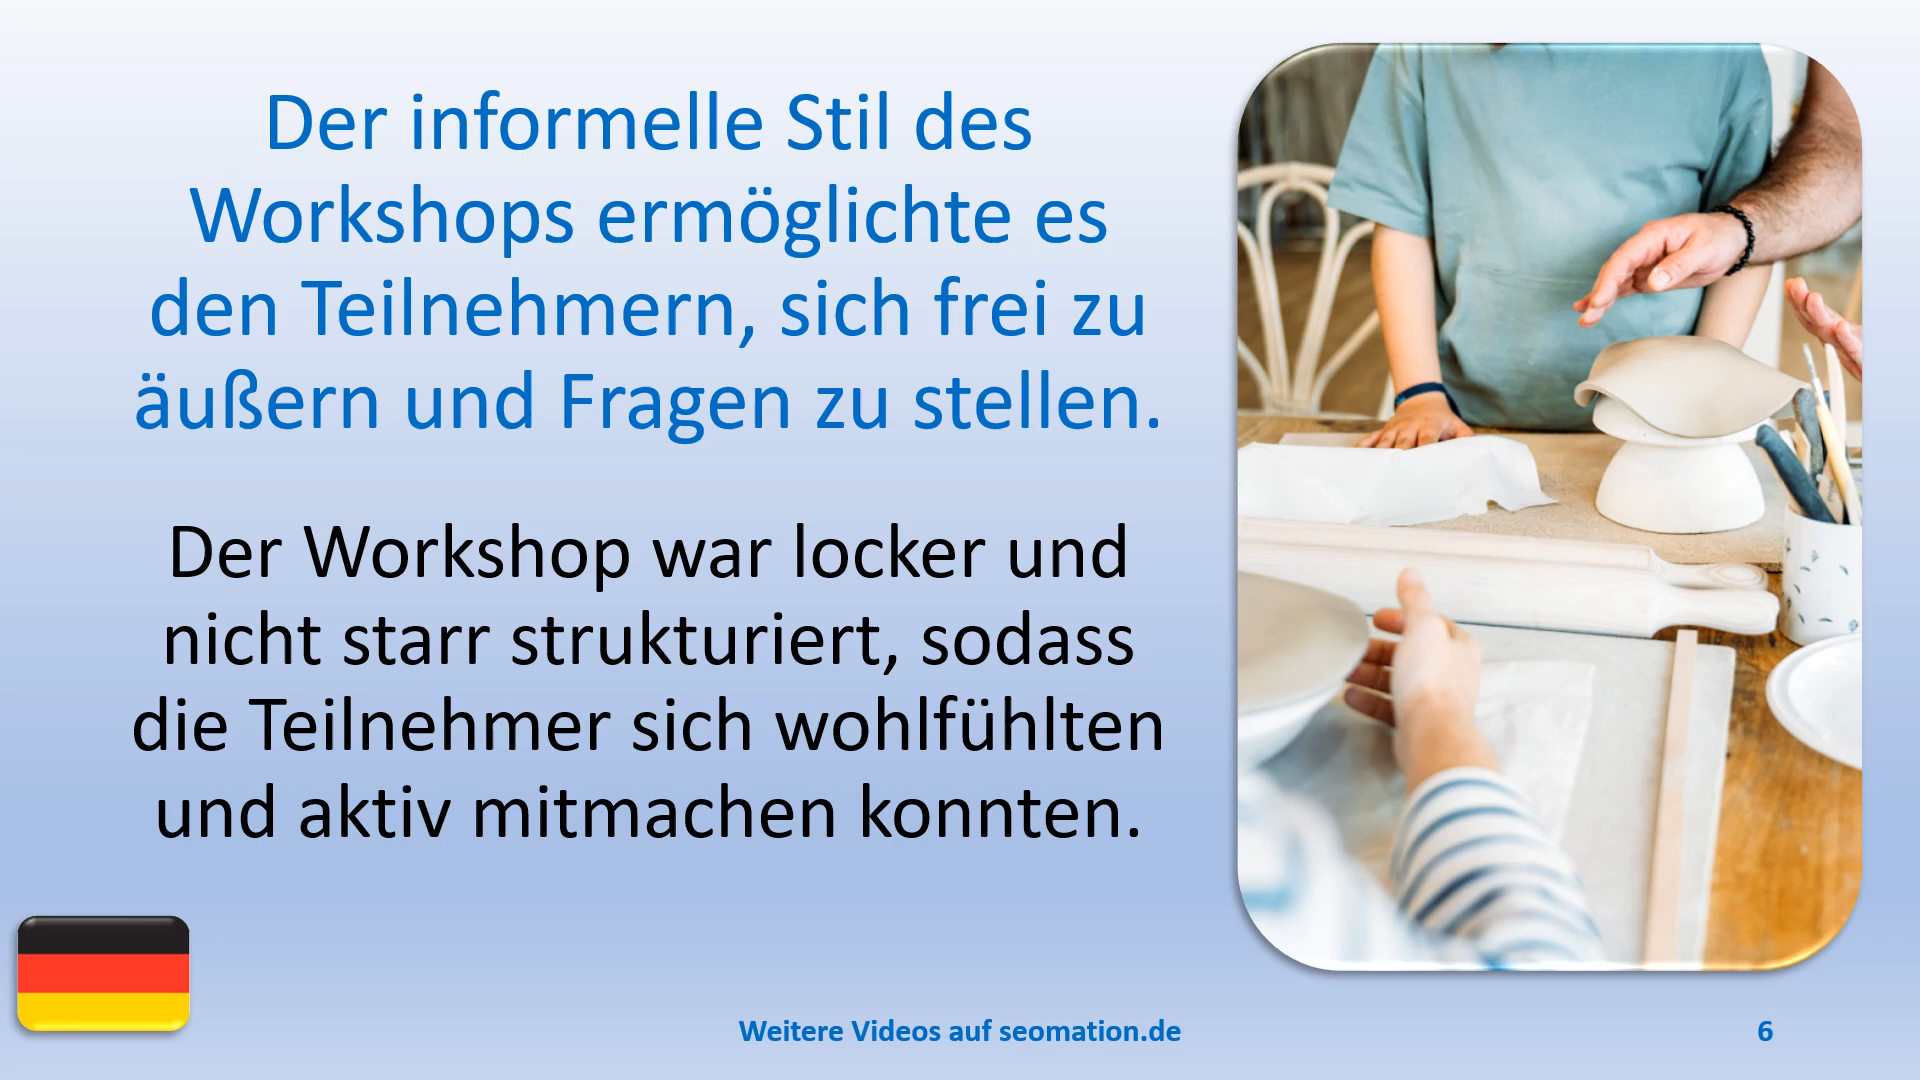 Der informelle Stil des
Workshops ermöglichte es
den Teilnehmern, sich frei zu
äußern und Fragen zu stellen.
Der Workshop war locker und
nicht starr strukturiert, sodass
die Teilnehmer sich wohlfühlten
und aktiv mitmachen konnten.
Weitere Videos auf seomation.de
6